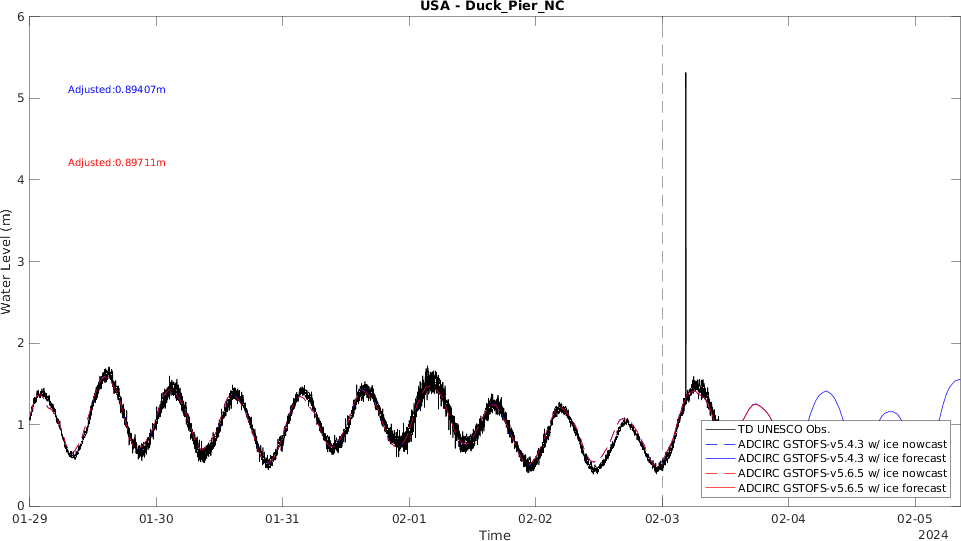 USA - Duck_Pier_NC
6
5
4
3
2
1
0
Water Level (m)
Adjusted:0.89407m
Adjusted:0.89711m
TD UNESCO Obs.
ADCIRC GSTOFS-v5.4.3 w/ ice nowcast
ADCIRC GSTOFS-v5.4.3 w/ ice forecast
ADCIRC GSTOFS-v5.6.5 w/ ice nowcast
ADCIRC GSTOFS-v5.6.5 w/ ice forecast
01-29 01-30 01-31 02-01 02-02 02-03 02-04 02-05
Time
2024